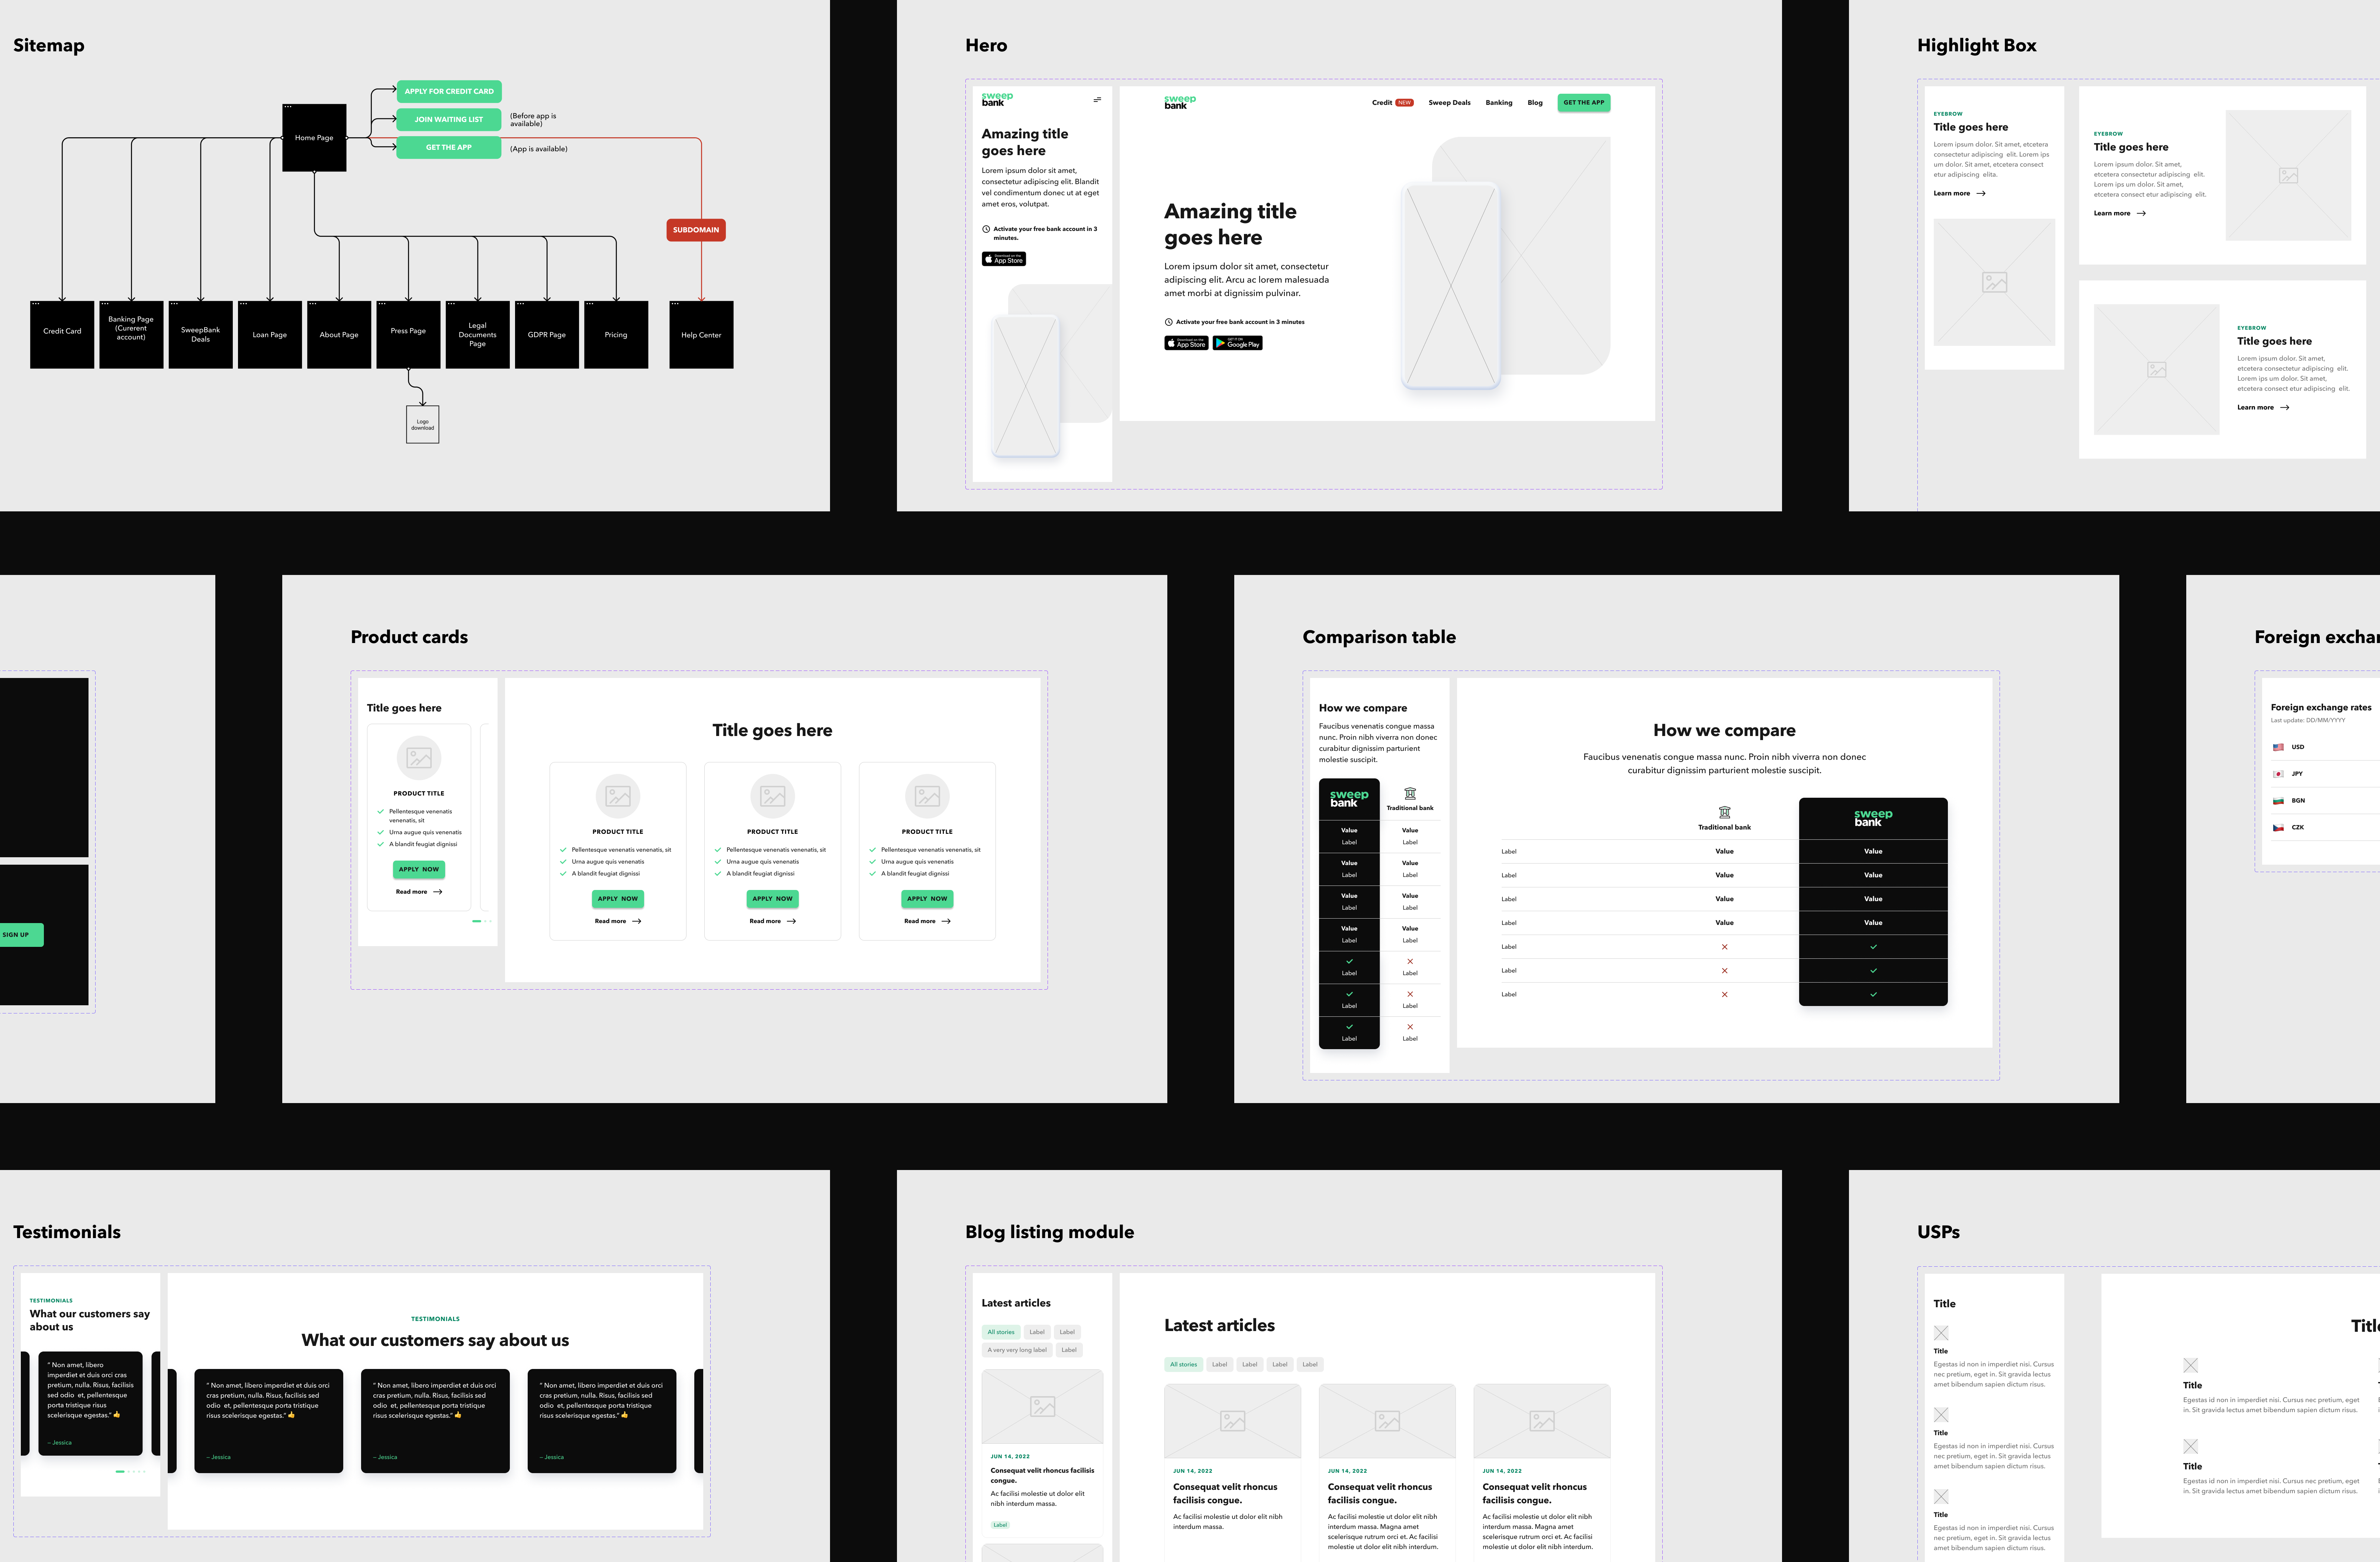 Sitemap
APPLY FOR CREDIT CARD
JOIN WAITING LIST
(Before app is
available)
GET THE APP
(App is available)
Home Page
SUBDOMAIN
Credit Card
Banking Page
(Curerent
account)
SweepBank
Deals
Loan Page
About Page
Press Page
Legal
Documents
Page
GDPR Page
Pricing
Help Center
Logo
download
Hero
sweep
bank
Amazing title
goes here
Lorem ipsum dolor sit amet,
consectetur adipiscing elit. Blandit
vel condimentum donec ut at eget
amet eros, volutpat.
Activate your free bank account in 3
minutes.
Download on the
App Store
sweep
bank
Credit NEW Sweep Deals Banking Blog GET THE APP
Amazing title
goes here
Lorem ipsum dolor sit amet, consectetur
adipiscing elit. Arcu ac lorem malesuada
amet morbi at dignissim pulvinar.
Activate your free bank account in 3 minutes
Download on the
App Store
GET IT ON
Google Play
Highlight Box
EYEBROW
Title goes here
Lorem ipsum dolor. Sit amet, etcetera
consectetur adipiscing elit. Lorem ips
um dolor. Sit amet, etcetera consect
etur adipiscing elita.
Learn more
EYEBROW
Title goes here
Lorem ipsum dolor. Sit amet,
etcetera consectetur adipiscing elit.
Lorem ips um dolor. Sit amet,
etcetera consect etur adipiscing elit.
Learn more
EYEBROW
Title goes here
Lorem ipsum dolor. Sit amet,
etcetera consectetur adipiscing elit.
Lorem ips um dolor. Sit amet,
etcetera consect etur adipiscing elit.
Learn more
SIGN UP
Product cards
Title goes here
PRODUCT TITLE
Pellentesque venenatis
venenatis, sit
Urna augue quis venenatis
A blandit feugiat dignissi
APPLY NOW
Read more
Title goes here
PRODUCT TITLE
Pellentesque venenatis venenatis, sit
Urna augue quis venenatis
A blandit feugiat dignissi
APPLY NOW
Read more
PRODUCT TITLE
Pellentesque venenatis venenatis, sit
Urna augue quis venenatis
A blandit feugiat dignissi
APPLY NOW
Read more
PRODUCT TITLE
Pellentesque venenatis venenatis, sit
Urna augue quis venenatis
A blandit feugiat dignissi
APPLY NOW
Read more
Comparison table
How we compare
Faucibus venenatis congue massa
nunc. Proin nibh viverra non donec
curabitur dignissim parturient
molestie suscipit.
sweep
bank
Traditional bank
Value Value
Label Label
Value Value
Label Label
Value Value
Label Label
Value Value
Label Label
Label Label
Label Label
Label Label
How we compare
Faucibus venenatis congue massa nunc. Proin nibh viverra non donec
curabitur dignissim parturient molestie suscipit.
Traditional bank
sweep
bank
Label Value Value
Label Value Value
Label Value Value
Label Value Value
Label
Label
Label
Foreign exchan
Foreign exchange rates
Last update: DD/MM/YYYY
USD
JPY
BGN
CZK
Testimonials
TESTIMONIALS
What our customers say
about us
" Non amet, libero
imperdiet et duis orci cras
pretium, nulla. Risus, facilisis
sed odio et, pellentesque
porta tristique risus
scelerisque egestas." 👍
– Jessica
TESTIMONIALS
What our customers say about us
" Non amet, libero imperdiet et duis orci
cras pretium, nulla. Risus, facilisis sed
odio et, pellentesque porta tristique
risus scelerisque egestas." 👍
– Jessica
" Non amet, libero imperdiet et duis orci
cras pretium, nulla. Risus, facilisis sed
odio et, pellentesque porta tristique
risus scelerisque egestas." 👍
– Jessica
" Non amet, libero imperdiet et duis orci
cras pretium, nulla. Risus, facilisis sed
odio et, pellentesque porta tristique
risus scelerisque egestas." 👍
– Jessica
Blog listing module
Latest articles
All stories Label Label
A very very long label Label
JUN 14, 2022
Consequat velit rhoncus facilisis
congue.
Ac facilisi molestie ut dolor elit
nibh interdum massa.
Label
Latest articles
All stories Label Label Label Label
JUN 14, 2022
Consequat velit rhoncus
facilisis congue.
Ac facilisi molestie ut dolor elit nibh
interdum massa.
JUN 14, 2022
Consequat velit rhoncus
facilisis congue.
Ac facilisi molestie ut dolor elit nibh
interdum massa. Magna amet
scelerisque rutrum orci et. Ac facilisi
molestie ut dolor elit nibh interdum.
JUN 14, 2022
Consequat velit rhoncus
facilisis congue.
Ac facilisi molestie ut dolor elit nibh
interdum massa. Magna amet
scelerisque rutrum orci et. Ac facilisi
molestie ut dolor elit nibh interdum.
USPs
Title
Title
Egestas id non in imperdiet nisi. Cursus
nec pretium, eget in. Sit gravida lectus
amet bibendum sapien dictum risus.
Title
Egestas id non in imperdiet nisi. Cursus
nec pretium, eget in. Sit gravida lectus
amet bibendum sapien dictum risus.
Title
Egestas id non in imperdiet nisi. Cursus
nec pretium, eget in. Sit gravida lectus
amet bibendum sapien dictum risus.
Title
Title
Egestas id non in imperdiet nisi. Cursus nec pretium, eget
in. Sit gravida lectus amet bibendum sapien dictum risus.
Title
Egestas id non in imperdiet nisi. Cursus nec pretium, eget
in. Sit gravida lectus amet bibendum sapien dictum risus.